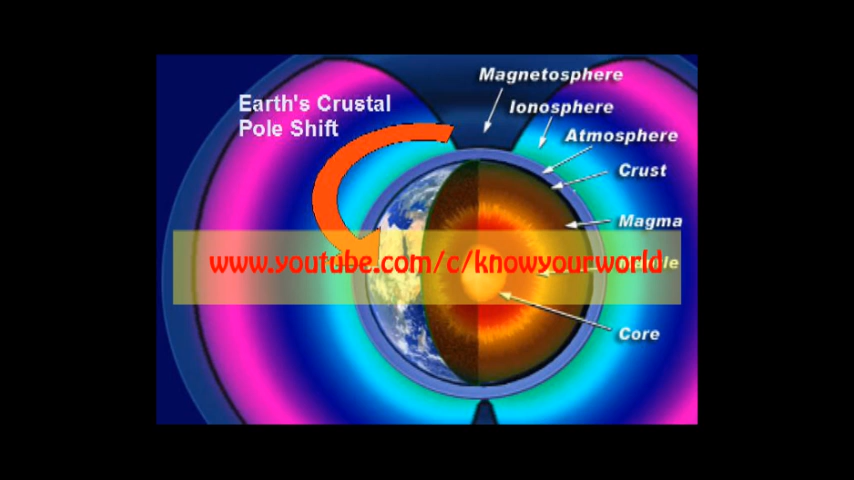 Magnetosphere
Earth's Crustal
Pole Shift
Ionosphere
Atmosphere
Crust
Magma
www.youtube.com/c/knowyourworld
Core